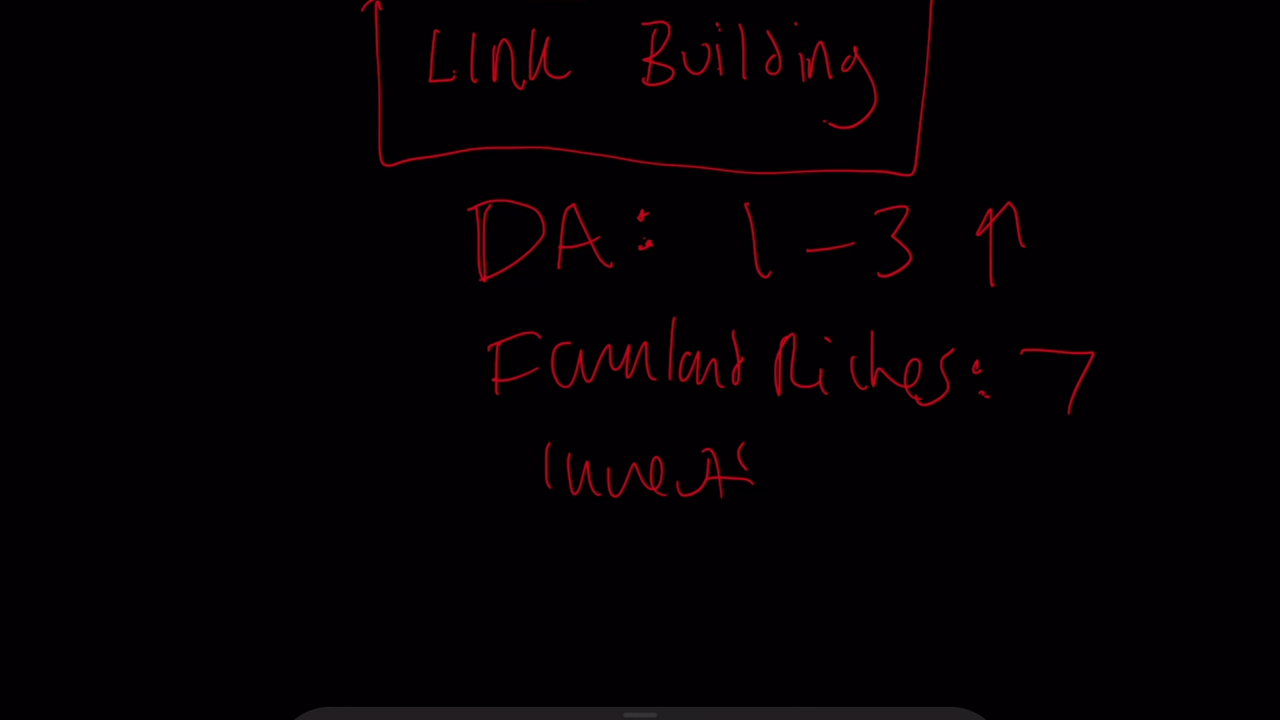 Link Building
DA: 1-3 ↑
Farmland Riches: 7